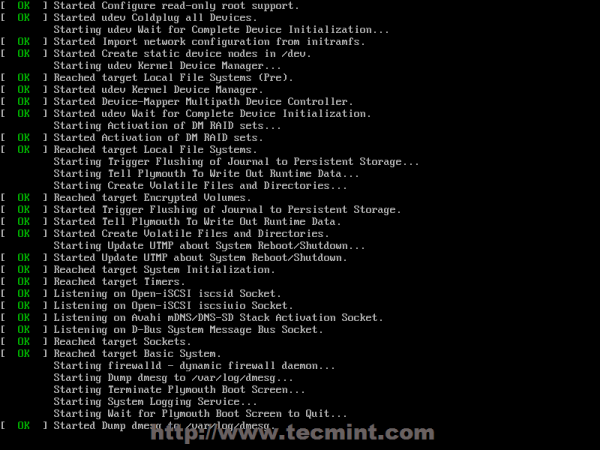 [  OK  ] Started Configure read-only root support.
[  OK  ] Started udev Coldplug all Devices.
Starting udev Wait for Complete Device Initialization...
[  OK  ] Started Import network configuration from initramfs.
[  OK  ] Started Create static device nodes in /dev.
Starting udev Kernel Device Manager...
[  OK  ] Reached target Local File Systems (Pre).
[  OK  ] Started udev Kernel Device Manager.
[  OK  ] Started Device-Mapper Multipath Device Controller.
[  OK  ] Started udev Wait for Complete Device Initialization.
Starting Activation of DM RAID sets...
[  OK  ] Started Activation of DM RAID sets.
[  OK  ] Reached target Local File Systems.
Starting Trigger Flushing of Journal to Persistent Storage...
Starting Tell Plymouth To Write Out Runtime Data...
Starting Create Volatile Files and Directories...
[  OK  ] Reached target Encrypted Volumes.
[  OK  ] Started Trigger Flushing of Journal to Persistent Storage.
[  OK  ] Started Tell Plymouth To Write Out Runtime Data.
[  OK  ] Started Create Volatile Files and Directories.
Starting Update UTMP about System Reboot/Shutdown...
[  OK  ] Started Update UTMP about System Reboot/Shutdown.
[  OK  ] Reached target System Initialization.
[  OK  ] Reached target Timers.
[  OK  ] Listening on Open-iSCSI iscsid Socket.
[  OK  ] Listening on Open-iSCSI iscsiuio Socket.
[  OK  ] Listening on Avahi mDNS/DNS-SD Stack Activation Socket.
[  OK  ] Listening on D-Bus System Message Bus Socket.
[  OK  ] Reached target Sockets.
[  OK  ] Reached target Basic System.
Starting firewalld - dynamic firewall daemon...
Starting Dump dmesg to /var/log/dmesg...
Starting Terminate Plymouth Boot Screen...
Starting System Logging Service...
Starting Wait for Plymouth Boot Screen to Quit...
[  OK  ] Started Dump dmesg to /var/log/dmesg.
http://www.tecmint.com